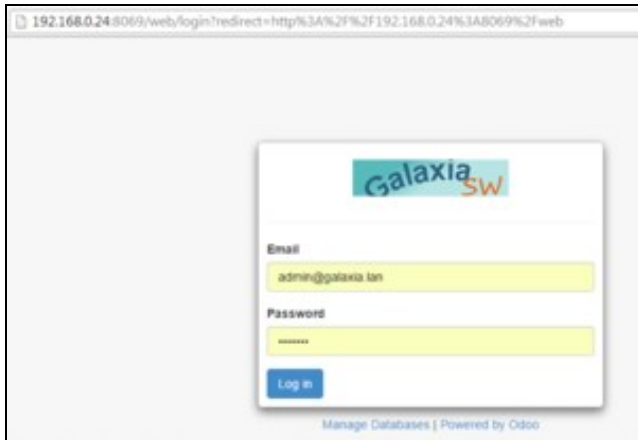 192.168.0.24:8069/web/login?redirect=http%3A%2F%2F192.168.0.24%3A8069%2Fweb
Galaxia
SW
Email
admin@galaxia.lan
Password
•••••••
Log in
Manage Databases | Powered by Odoo